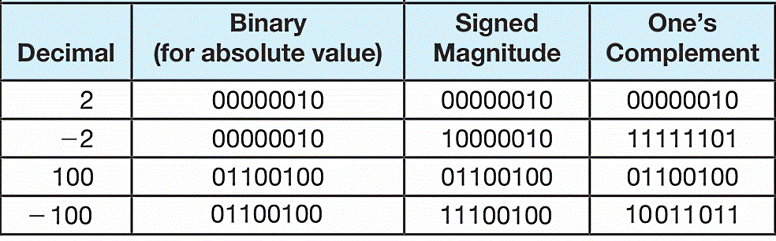 Decimal Binary (for absolute value) Signed Magnitude One's Complement
2 00000010 00000010 00000010
−2 00000010 10000010 11111101
100 01100100 01100100 01100100
−100 01100100 11100100 10011011